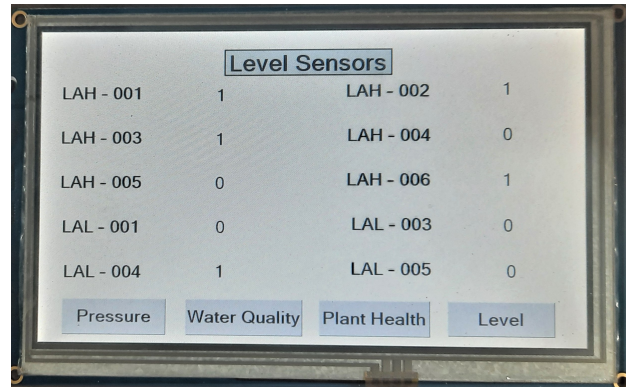 Level Sensors
LAH - 001 1 LAH - 002 1
LAH - 003 1 LAH - 004 0
LAH - 005 0 LAH - 006 1
LAL - 001 0 LAL - 003 0
LAL - 004 1 LAL - 005 0
Pressure Water Quality Plant Health Level